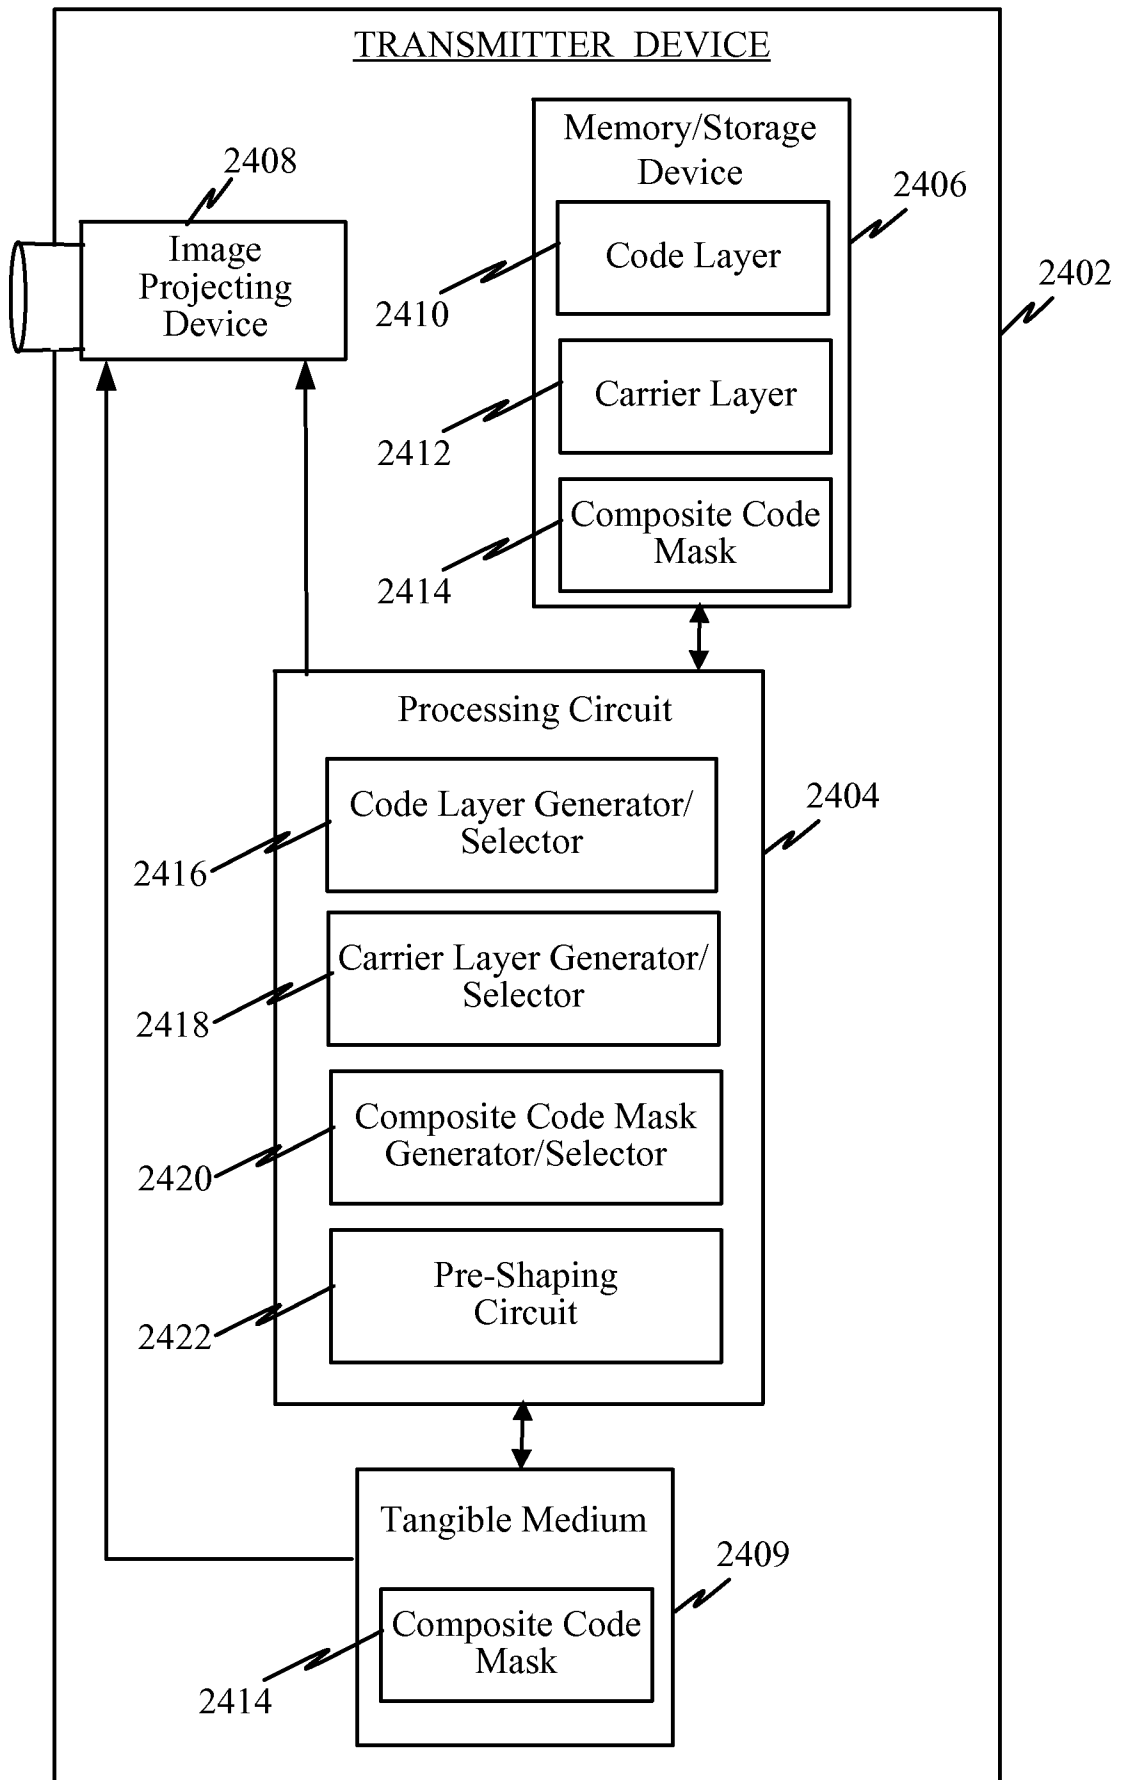 TRANSMITTER DEVICE
Memory/Storage
Device
2408
2406
Image
Projecting
Device
Code Layer
2402
2410
Carrier Layer
2412
Composite Code
Mask
2414
Processing Circuit
2404
Code Layer Generator/
Selector
2416
Carrier Layer Generator/
Selector
2418
Composite Code Mask
Generator/Selector
2420
Pre-Shaping
Circuit
2422
Tangible Medium
2409
Composite Code
Mask
2414